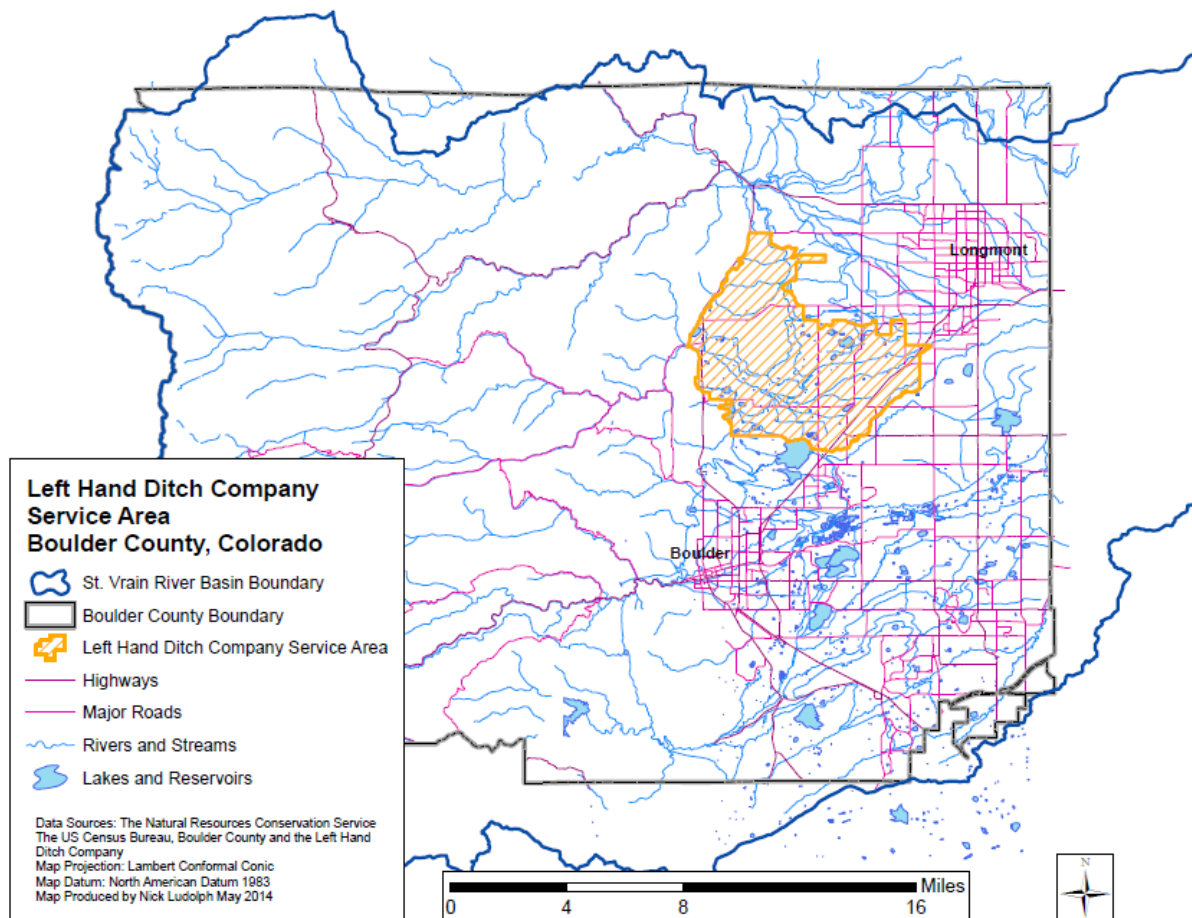 Longmont
Boulder
Left Hand Ditch Company
Service Area
Boulder County, Colorado
St. Vrain River Basin Boundary
Boulder County Boundary
Left Hand Ditch Company Service Area
Highways
Major Roads
Rivers and Streams
Lakes and Reservoirs
Data Sources: The Natural Resources Conservation Service
The US Census Bureau, Boulder County and the Left Hand
Ditch Company
Map Projection: Lambert Conformal Conic
Map Datum: North American Datum 1983
Map Produced by Nick Ludolph May 2014
Miles
0 4 8 16
N